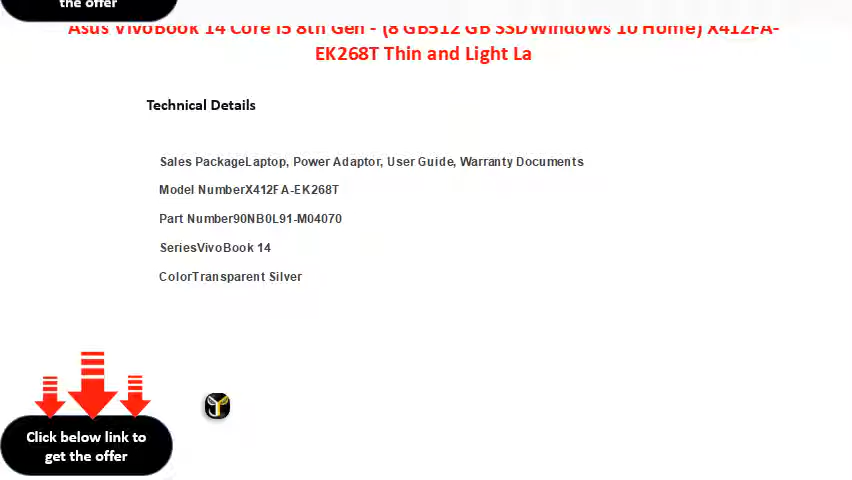 the offer
Asus VivoBook 14 Core i5 8th Gen - (8 GB512 GB SSDWindows 10 Home) X412FA-
EK268T Thin and Light La
Technical Details
Sales PackageLaptop, Power Adaptor, User Guide, Warranty Documents
Model NumberX412FA-EK268T
Part Number90NB0L91-M04070
SeriesVivoBook 14
ColorTransparent Silver
Click below link to
get the offer